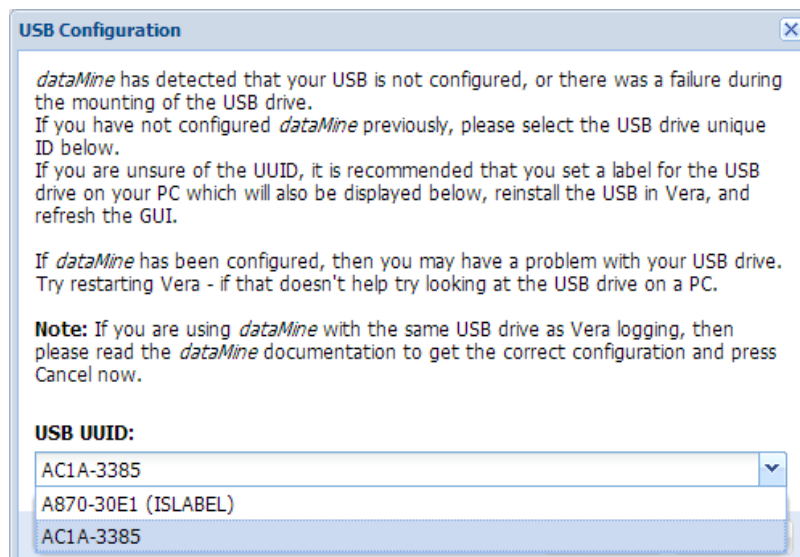 USB Configuration
dataMine has detected that your USB is not configured, or there was a failure during
the mounting of the USB drive.
If you have not configured dataMine previously, please select the USB drive unique
ID below.
If you are unsure of the UUID, it is recommended that you set a label for the USB
drive on your PC which will also be displayed below, reinstall the USB in Vera, and
refresh the GUI.
If dataMine has been configured, then you may have a problem with your USB drive.
Try restarting Vera - if that doesn't help try looking at the USB drive on a PC.
Note: If you are using dataMine with the same USB drive as Vera logging, then
please read the dataMine documentation to get the correct configuration and press
Cancel now.
USB UUID:
AC1A-3385
A870-30E1 (ISLABEL)
AC1A-3385